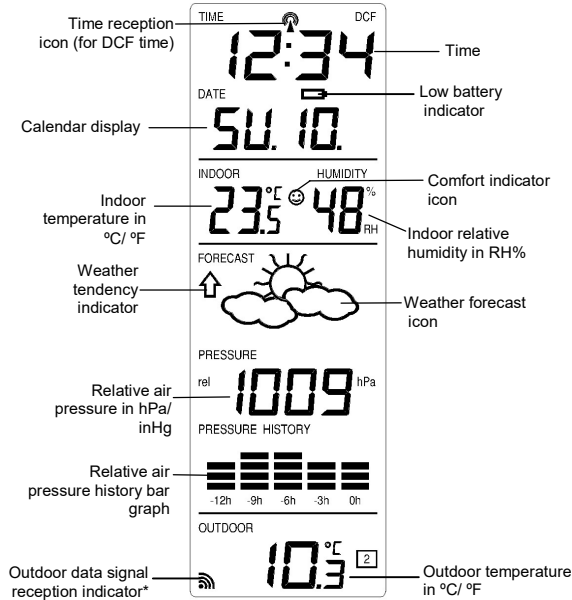 Time reception
icon (for DCF time)
TIME
DCF
12:34
Time
DATE
Low battery
indicator
Calendar display
SU. 10.
INDOOR
HUMIDITY
Comfort indicator
icon
Indoor
temperature in
ºC/ ºF
23.5 °C
48 % RH
Indoor relative
humidity in RH%
FORECAST
Weather
tendency
indicator
Weather forecast
icon
PRESSURE
rel 1009 hPa
Relative air
pressure in hPa/
inHg
PRESSURE HISTORY
Relative air
pressure history bar
graph
-12h -9h -6h -3h 0h
OUTDOOR
10.3 °C 2
Outdoor data signal
reception indicator*
Outdoor temperature
in ºC/ ºF